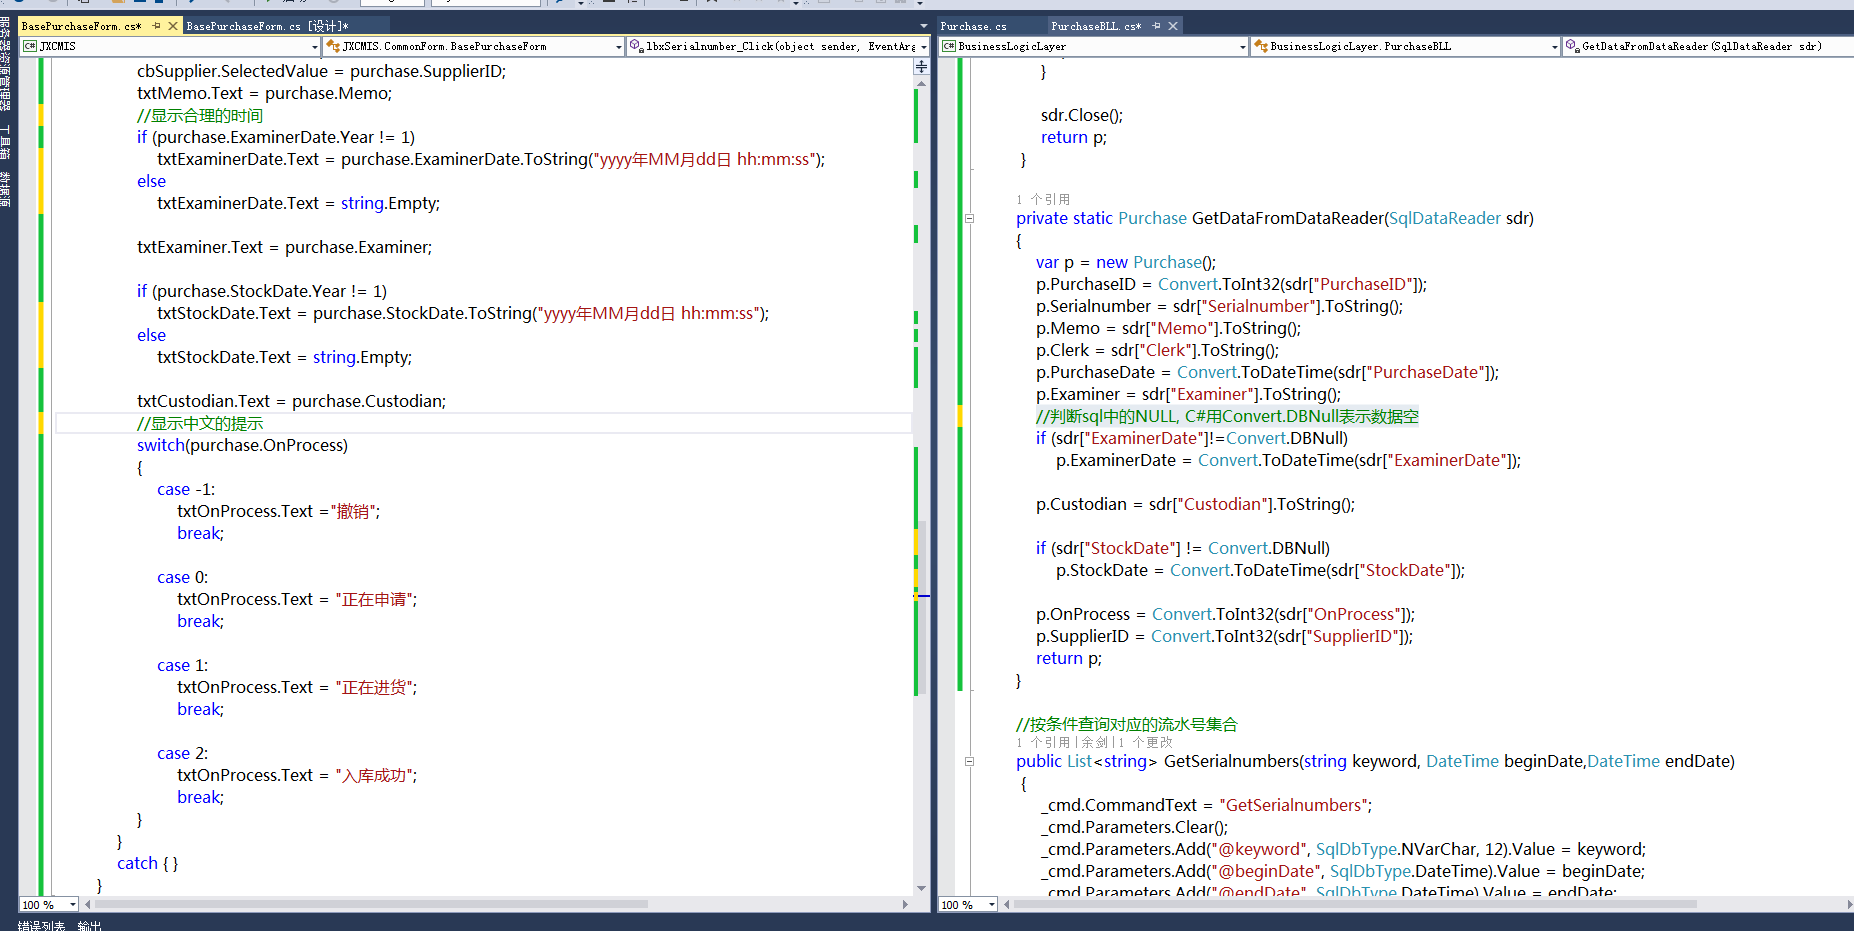 BasePurchaseForm.cs*
BasePurchaseForm.cs [设计]*
JXCMIS
JXCMIS.CommonForm.BasePurchaseForm
lbxSerialnumber_Click(object sender, EventArg
cbSupplier.SelectedValue = purchase.SupplierID;
txtMemo.Text = purchase.Memo;
//显示合理的时间
if (purchase.ExaminerDate.Year != 1)
txtExaminerDate.Text = purchase.ExaminerDate.ToString("yyyy年MM月dd日 hh:mm:ss");
else
txtExaminerDate.Text = string.Empty;
txtExaminer.Text = purchase.Examiner;
if (purchase.StockDate.Year != 1)
txtStockDate.Text = purchase.StockDate.ToString("yyyy年MM月dd日 hh:mm:ss");
else
txtStockDate.Text = string.Empty;
txtCustodian.Text = purchase.Custodian;
//显示中文的提示
switch(purchase.OnProcess)
{
case -1:
txtOnProcess.Text ="撤销";
break;
case 0:
txtOnProcess.Text = "正在申请";
break;
case 1:
txtOnProcess.Text = "正在进货";
break;
case 2:
txtOnProcess.Text = "入库成功";
break;
}
}
catch { }
}
100 %
Purchase.cs
PurchaseBLL.cs*
BusinessLogicLayer
BusinessLogicLayer.PurchaseBLL
GetDataFromDataReader(SqlDataReader sdr)
}
sdr.Close();
return p;
}
1 个引用
private static Purchase GetDataFromDataReader(SqlDataReader sdr)
{
var p = new Purchase();
p.PurchaseID = Convert.ToInt32(sdr["PurchaseID"]);
p.Serialnumber = sdr["Serialnumber"].ToString();
p.Memo = sdr["Memo"].ToString();
p.Clerk = sdr["Clerk"].ToString();
p.PurchaseDate = Convert.ToDateTime(sdr["PurchaseDate"]);
p.Examiner = sdr["Examiner"].ToString();
//判断sql中的NULL, C#用Convert.DBNull表示数据空
if (sdr["ExaminerDate"]!=Convert.DBNull)
p.ExaminerDate = Convert.ToDateTime(sdr["ExaminerDate"]);
p.Custodian = sdr["Custodian"].ToString();
if (sdr["StockDate"] != Convert.DBNull)
p.StockDate = Convert.ToDateTime(sdr["StockDate"]);
p.OnProcess = Convert.ToInt32(sdr["OnProcess"]);
p.SupplierID = Convert.ToInt32(sdr["SupplierID"]);
return p;
}
//按条件查询对应的流水号集合
1 个引用|余剑|1 个更改
public List<string> GetSerialnumbers(string keyword, DateTime beginDate,DateTime endDate)
{
_cmd.CommandText = "GetSerialnumbers";
_cmd.Parameters.Clear();
_cmd.Parameters.Add("@keyword", SqlDbType.NVarChar, 12).Value = keyword;
_cmd.Parameters.Add("@beginDate", SqlDbType.DateTime).Value = beginDate;
_cmd.Parameters.Add("@endDate", SqlDbType.DateTime).Value = endDate;
100 %
服务器资源管理器
工具箱
数据源
错误列表 输出